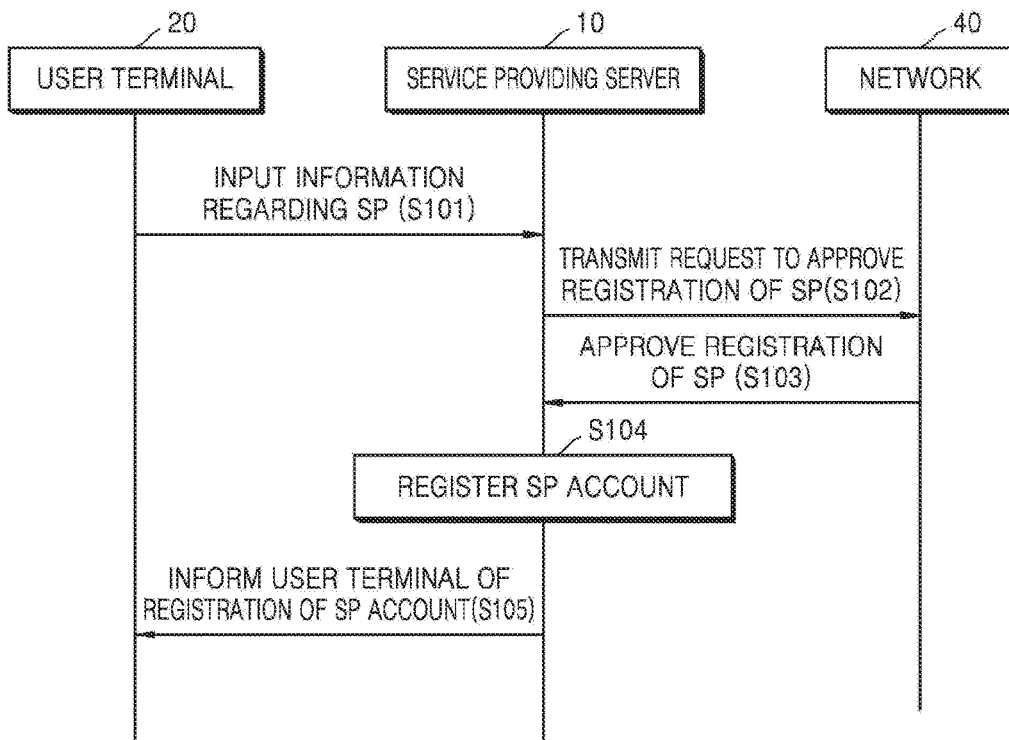 20
10
40
USER TERMINAL
SERVICE PROVIDING SERVER
NETWORK
INPUT INFORMATION
REGARDING SP (S101)
TRANSMIT REQUEST TO APPROVE
REGISTRATION OF SP(S102)
APPROVE REGISTRATION
OF SP (S103)
S104
REGISTER SP ACCOUNT
INFORM USER TERMINAL OF
REGISTRATION OF SP ACCOUNT(S105)